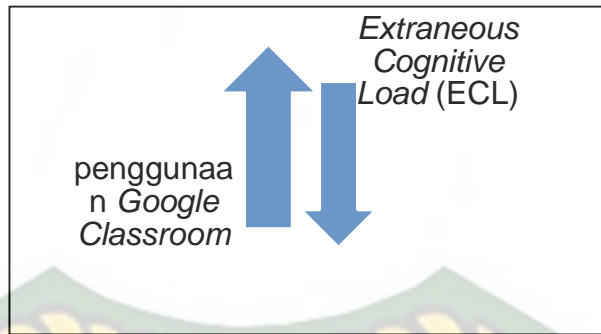 Extraneous
Cognitive
Load (ECL)
penggunaa
n Google
Classroom